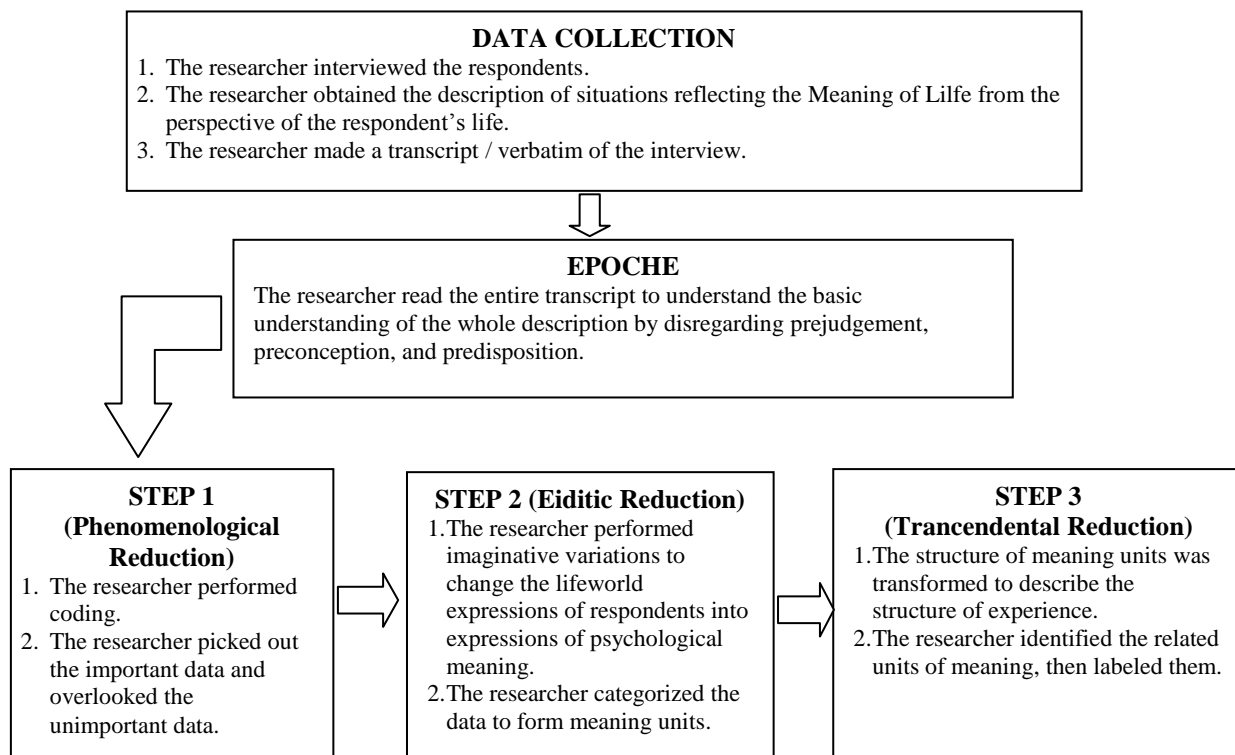 DATA COLLECTION
1. The researcher interviewed the respondents.
2. The researcher obtained the description of situations reflecting the Meaning of Lilfe from the
perspective of the respondent's life.
3. The researcher made a transcript / verbatim of the interview.
EPOCHE
The researcher read the entire transcript to understand the basic
understanding of the whole description by disregarding prejudgement,
preconception, and predisposition.
STEP 1
(Phenomenological
Reduction)
1. The researcher performed
coding.
2. The researcher picked out
the important data and
overlooked the
unimportant data.
STEP 2 (Eiditic Reduction)
1.The researcher performed
imaginative variations to
change the lifeworld
expressions of respondents into
expressions of psychological
meaning.
2.The researcher categorized the
data to form meaning units.
STEP 3
(Trancendental Reduction)
1.The structure of meaning units was
transformed to describe the
structure of experience.
2.The researcher identified the related
units of meaning, then labeled them.